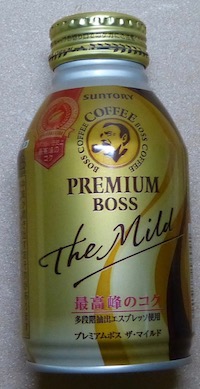 SUNTORY
BOSS COFFEE COFFEE BOSS COFFEE
PREMIUM
BOSS
The Mild
最高峰のコク
多段階抽出エスプレッソ使用
プレミアムボス ザ・マイルド